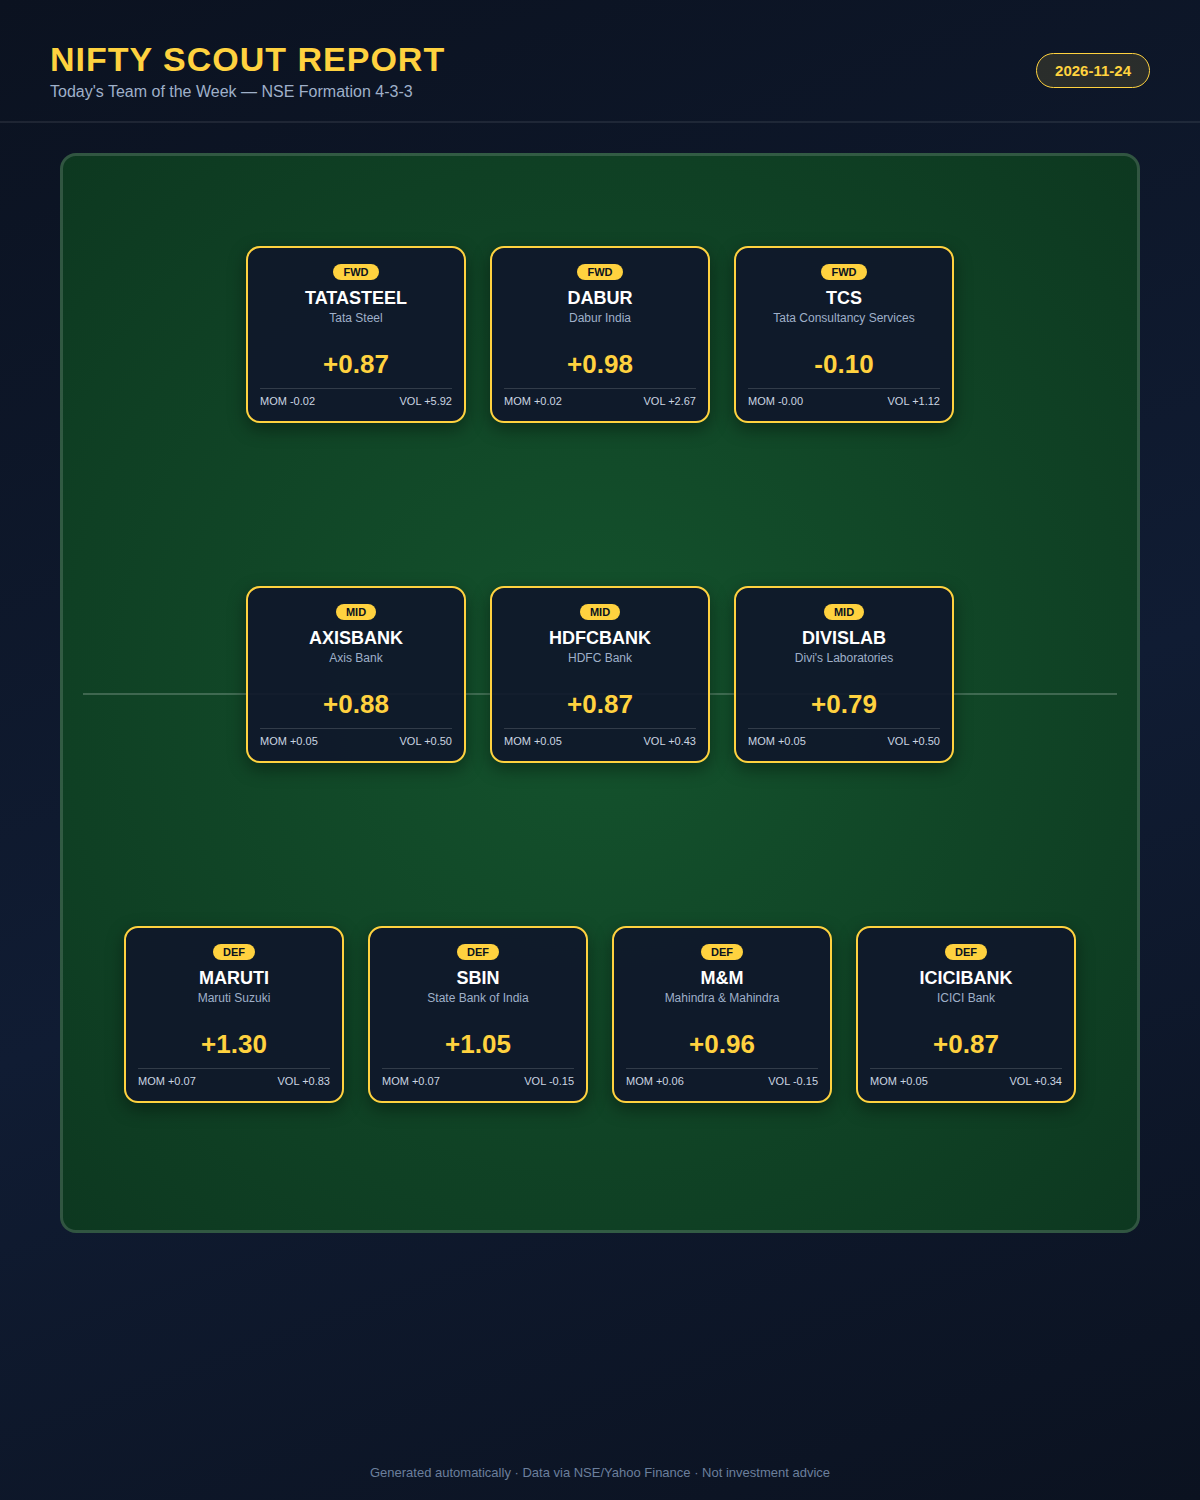 NIFTY SCOUT REPORT
Today's Team of the Week — NSE Formation 4-3-3
2026-11-24
FWD
TATASTEEL
Tata Steel
+0.87
MOM -0.02 VOL +5.92
FWD
DABUR
Dabur India
+0.98
MOM +0.02 VOL +2.67
FWD
TCS
Tata Consultancy Services
-0.10
MOM -0.00 VOL +1.12
MID
AXISBANK
Axis Bank
+0.88
MOM +0.05 VOL +0.50
MID
HDFCBANK
HDFC Bank
+0.87
MOM +0.05 VOL +0.43
MID
DIVISLAB
Divi's Laboratories
+0.79
MOM +0.05 VOL +0.50
DEF
MARUTI
Maruti Suzuki
+1.30
MOM +0.07 VOL +0.83
DEF
SBIN
State Bank of India
+1.05
MOM +0.07 VOL -0.15
DEF
M&M
Mahindra & Mahindra
+0.96
MOM +0.06 VOL -0.15
DEF
ICICIBANK
ICICI Bank
+0.87
MOM +0.05 VOL +0.34
Generated automatically · Data via NSE/Yahoo Finance · Not investment advice